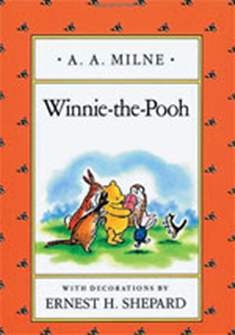 · A. A. MILNE ·
Winnie-the-Pooh
WITH DECORATIONS BY
ERNEST H. SHEPARD